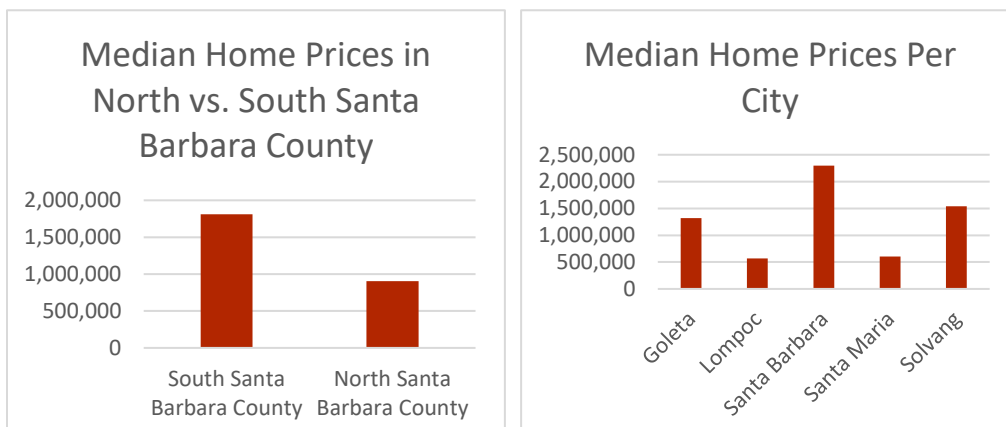 Median Home Prices in
North vs. South Santa
Barbara County
2,000,000
1,500,000
1,000,000
500,000
0
South Santa
Barbara County
North Santa
Barbara County
Median Home Prices Per
City
2,500,000
2,000,000
1,500,000
1,000,000
500,000
0
Goleta
Lompoc
Santa Barbara
Santa Maria
Solvang